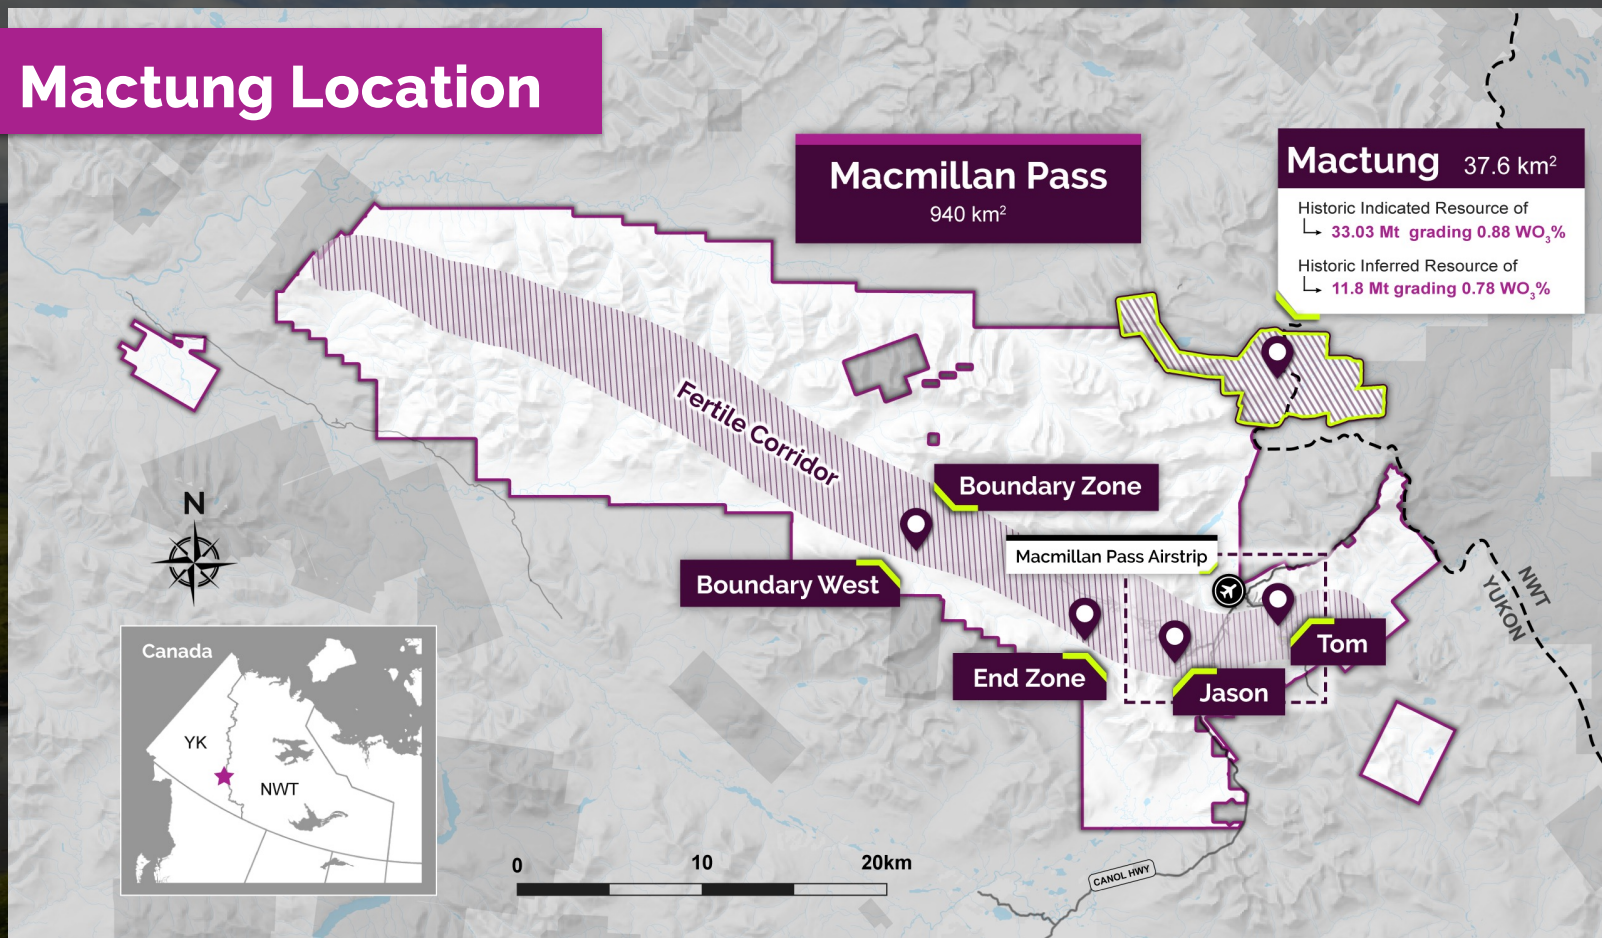 Mactung Location
Macmillan Pass
940 km²
Mactung 37.6 km²
Historic Indicated Resource of
33.03 Mt grading 0.88 WO₃%
Historic Inferred Resource of
11.8 Mt grading 0.78 WO₃%
Fertile Corridor
Boundary Zone
Macmillan Pass Airstrip
Boundary West
End Zone
Jason
Tom
NWT
YUKON
N
Canada
YK
NWT
0 10 20km
CANOL HWY